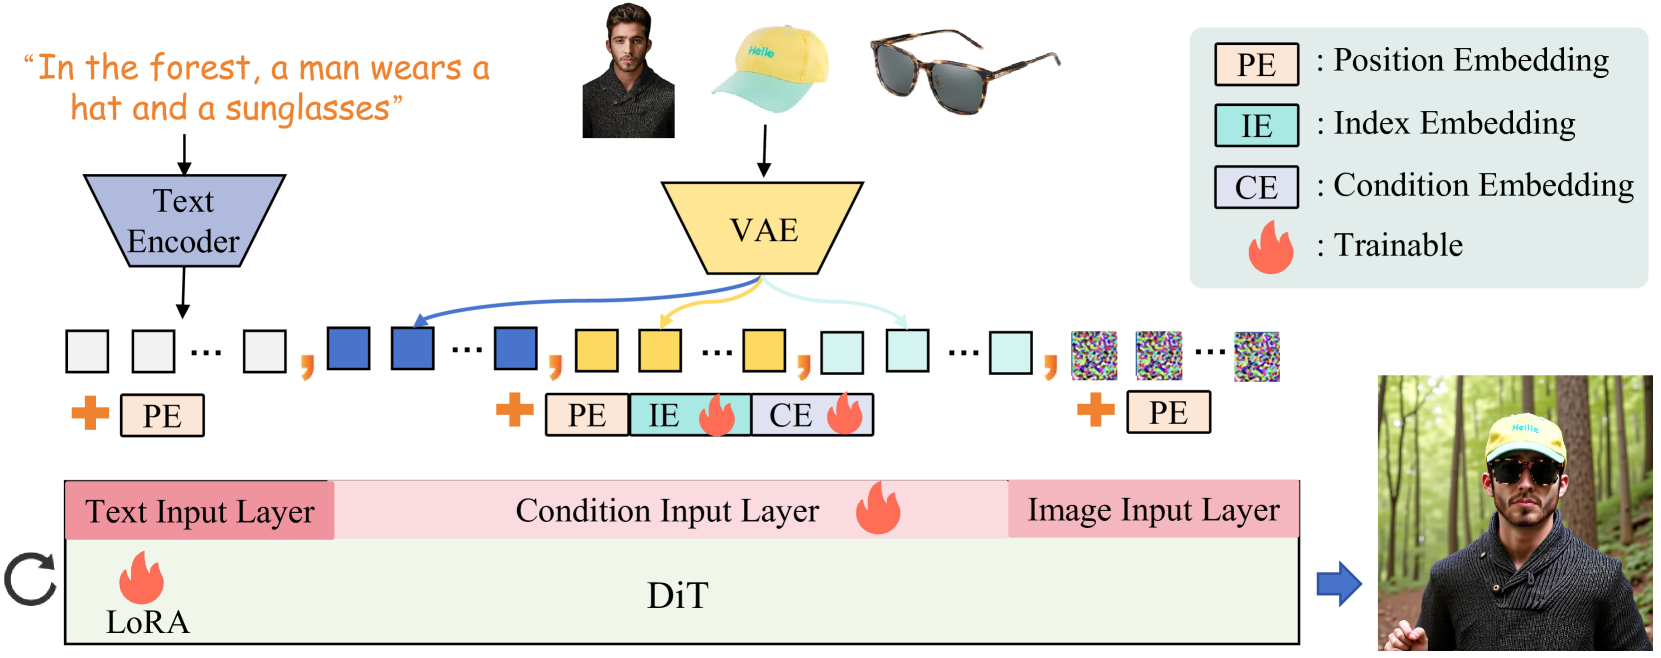 “In the forest, a man wears a
hat and a sunglasses”
Hello
PE : Position Embedding
IE : Index Embedding
CE : Condition Embedding
: Trainable
Text
Encoder
VAE
... , ... , ... , ... , ...
+ PE
+ PE IE CE
+ PE
Text Input Layer
Condition Input Layer
Image Input Layer
LoRA
DiT
Hello